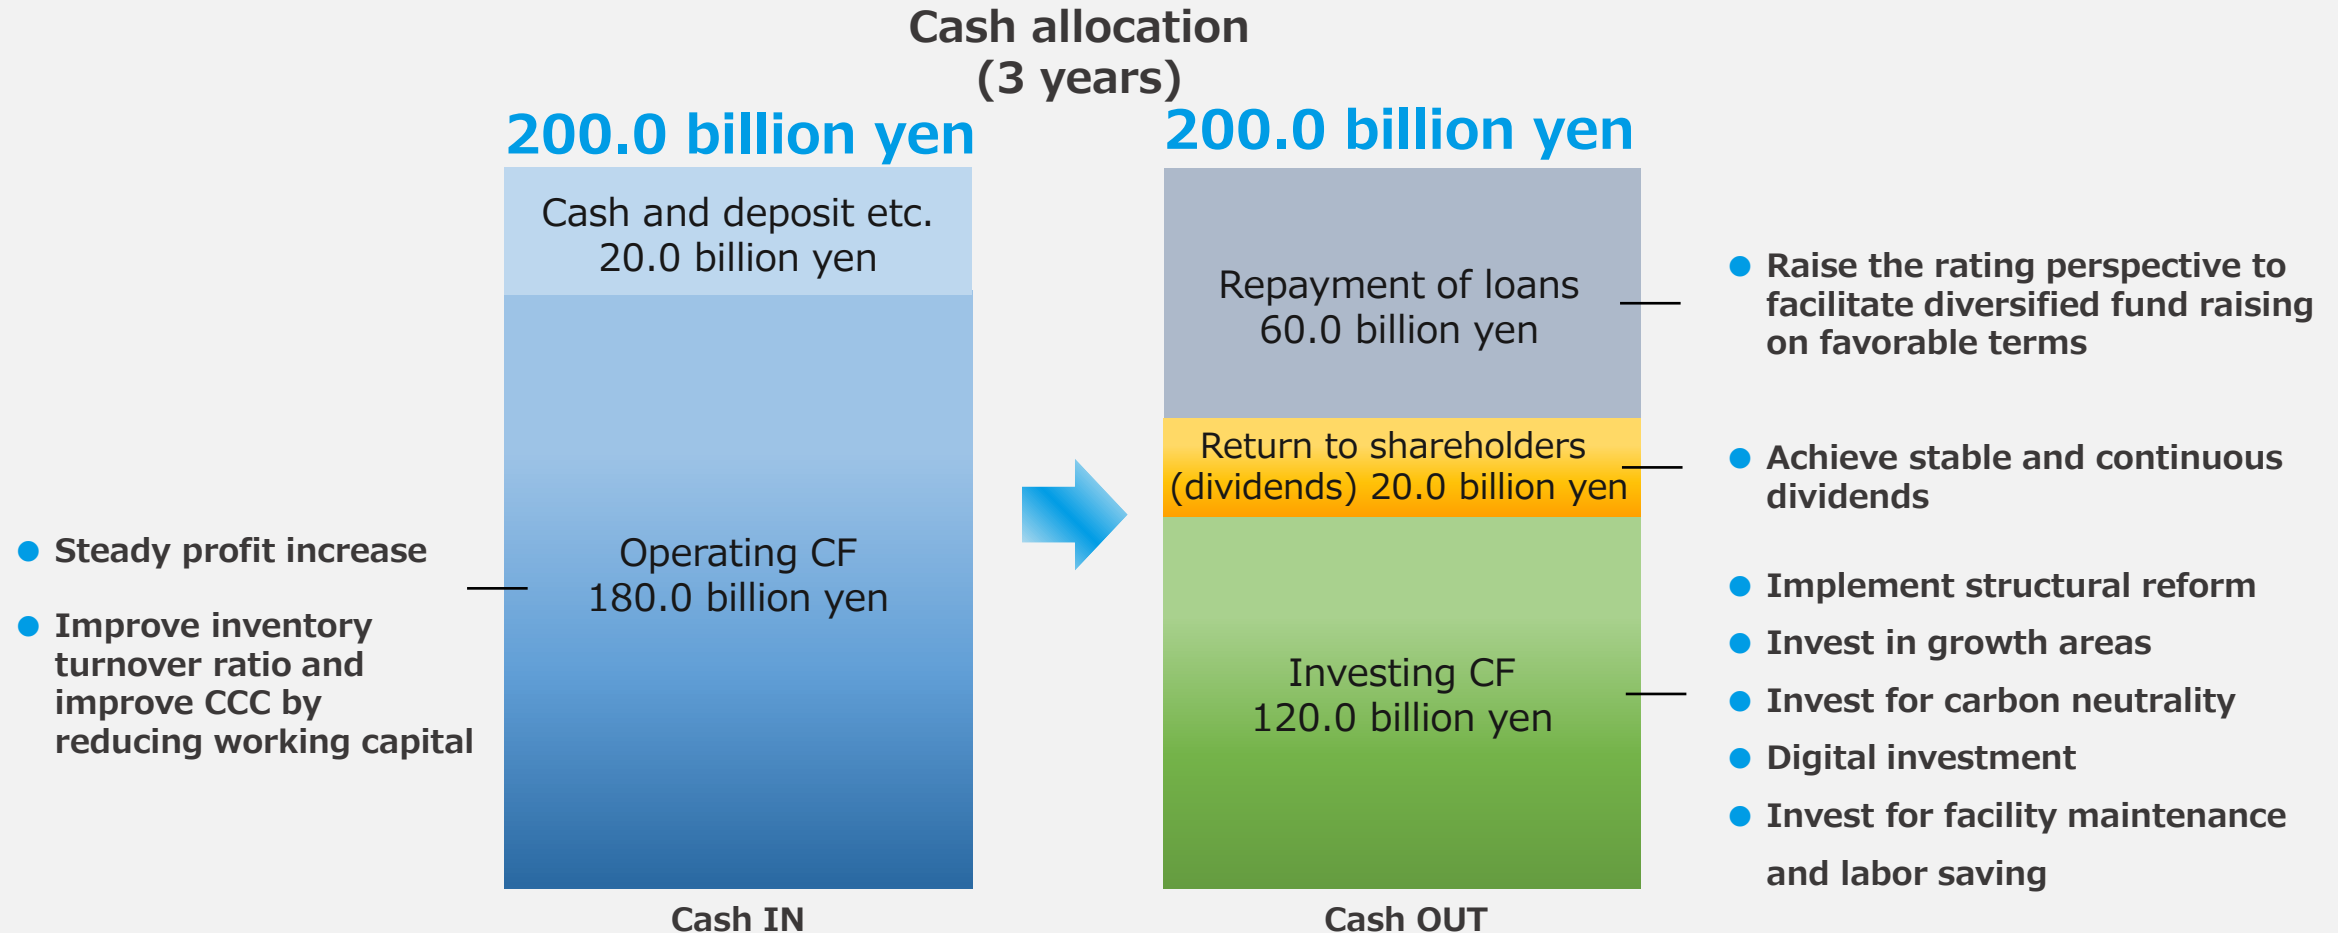 Cash allocation
(3 years)
200.0 billion yen
Cash and deposit etc.
20.0 billion yen
Operating CF
180.0 billion yen
Cash IN
● Steady profit increase
● Improve inventory
turnover ratio and
improve CCC by
reducing working capital
200.0 billion yen
Repayment of loans
60.0 billion yen
Return to shareholders
(dividends) 20.0 billion yen
Investing CF
120.0 billion yen
Cash OUT
● Raise the rating perspective to
facilitate diversified fund raising
on favorable terms
● Achieve stable and continuous
dividends
● Implement structural reform
● Invest in growth areas
● Invest for carbon neutrality
● Digital investment
● Invest for facility maintenance
and labor saving